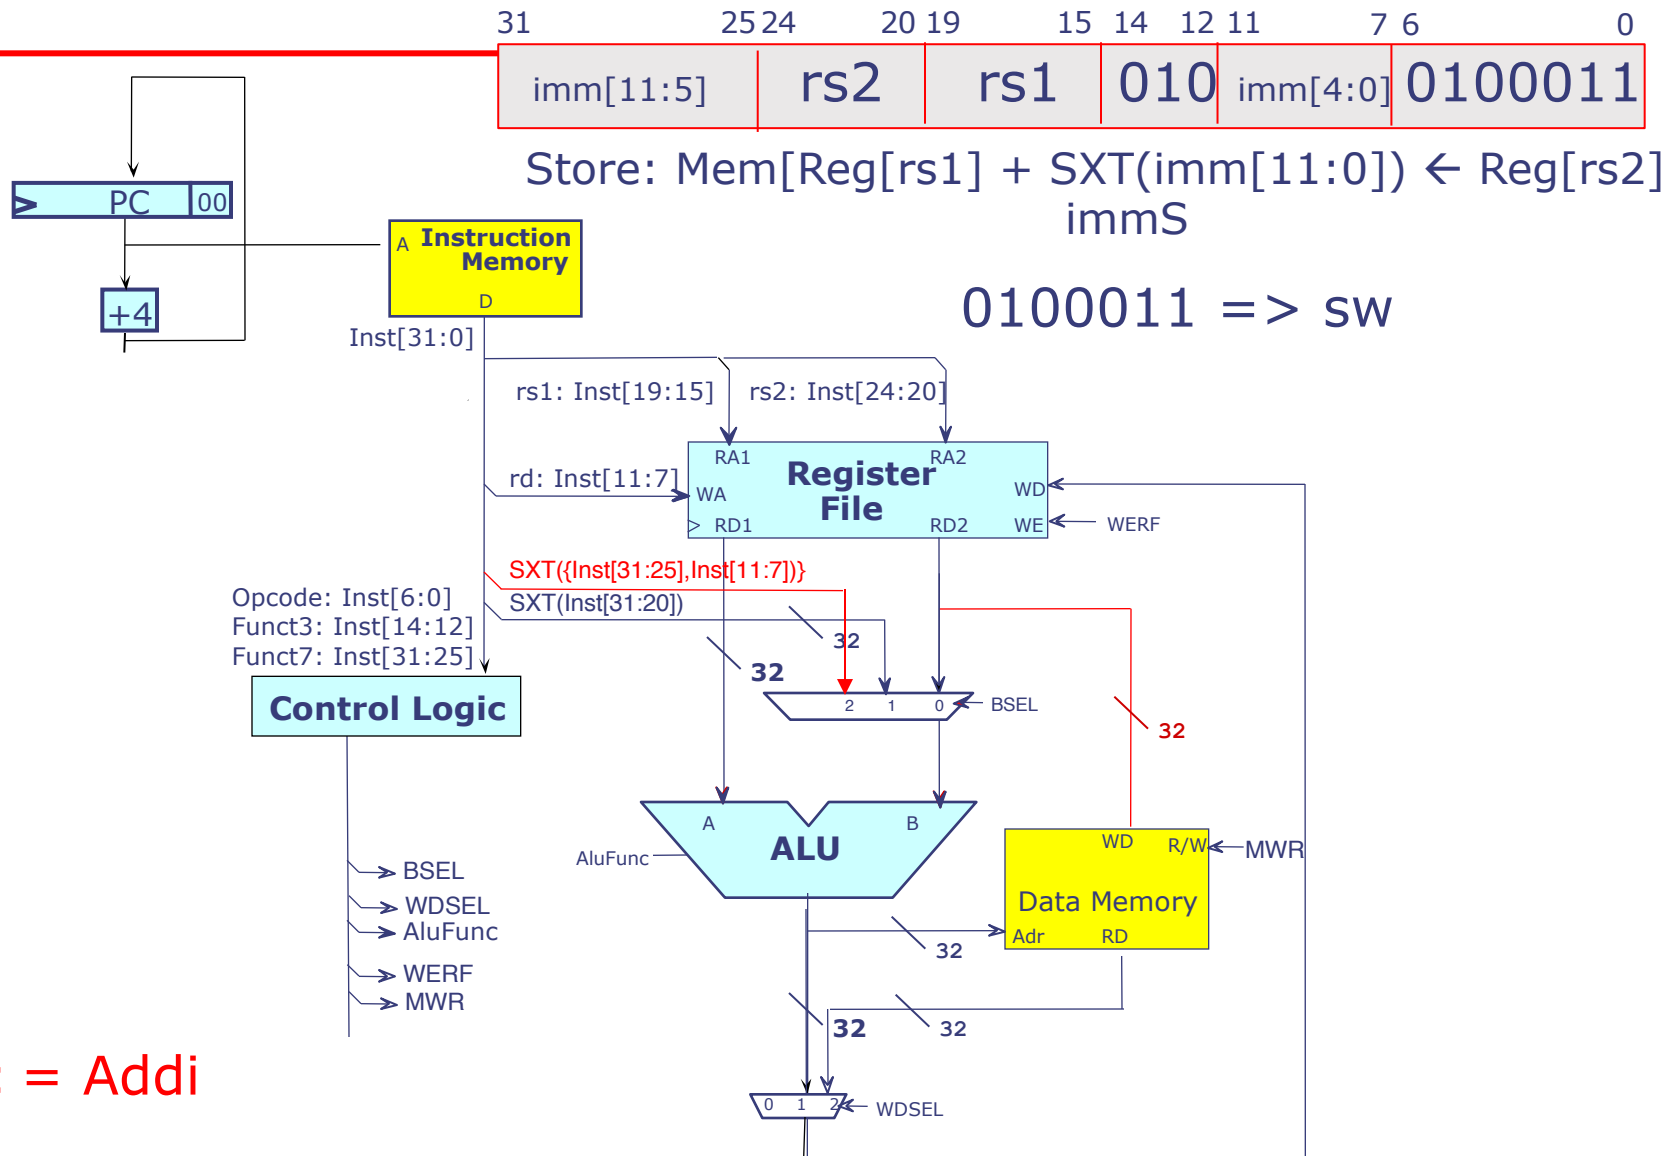 31 25 24 20 19 15 14 12 11 7 6 0
imm[11:5] rs2 rs1 010 imm[4:0] 0100011
Store: Mem[Reg[rs1] + SXT(imm[11:0]) ← Reg[rs2]
immS
PC 00
A Instruction
Memory
D
+4
0100011 => sw
Inst[31:0]
rs1: Inst[19:15] rs2: Inst[24:20]
RA1 RA2
Register
File
rd: Inst[11:7]
WA WD
> RD1 RD2 WE WERF
SXT({Inst[31:25],Inst[11:7])}
SXT(Inst[31:20])
Opcode: Inst[6:0]
Funct3: Inst[14:12]
Funct7: Inst[31:25]
32
32
Control Logic
2 1 0 BSEL
32
A B
ALU
AluFunc
WD R/W MWR
Data Memory
Adr RD
BSEL
WDSEL
AluFunc
WERF
MWR
32
32 32
= Addi
0 1 2 WDSEL